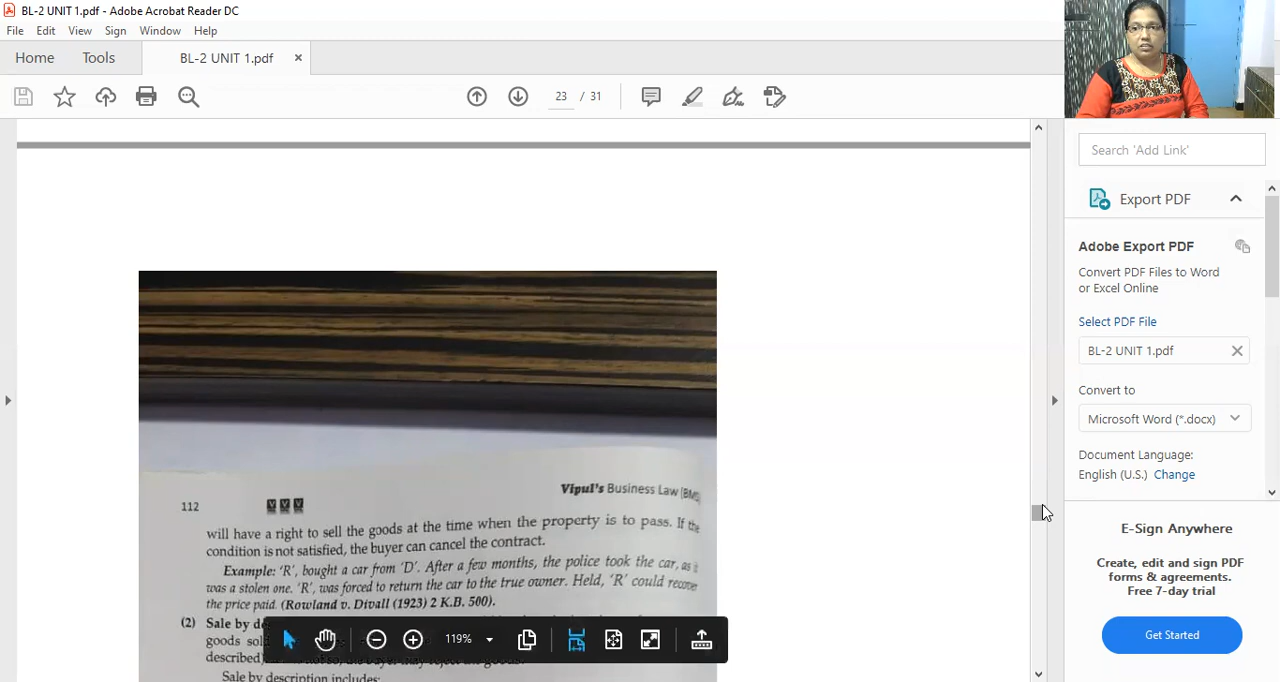 BL-2 UNIT 1.pdf - Adobe Acrobat Reader DC
File Edit View Sign Window Help
Home Tools BL-2 UNIT 1.pdf
23 / 31
Search 'Add Link'
Export PDF
Adobe Export PDF
Convert PDF Files to Word
or Excel Online
Select PDF File
BL-2 UNIT 1.pdf
Convert to
Microsoft Word (*.docx)
Document Language:
English (U.S.) Change
E-Sign Anywhere
Create, edit and sign PDF
forms & agreements.
Free 7-day trial
Get Started
112 VVV Vipul's Business Law (BMS
will have a right to sell the goods at the time when the property is to pass. If the
condition is not satisfied, the buyer can cancel the contract.
Example: 'R', bought a car from 'D'. After a few months, the police took the car, as it
was a stolen one. 'R', was forced to return the car to the true owner. Held, 'R' could recover
the price paid. (Rowland v. Divall (1923) 2 K.B. 500).
(2) Sale by de
goods sol
described)
Sale by description includes:
119%